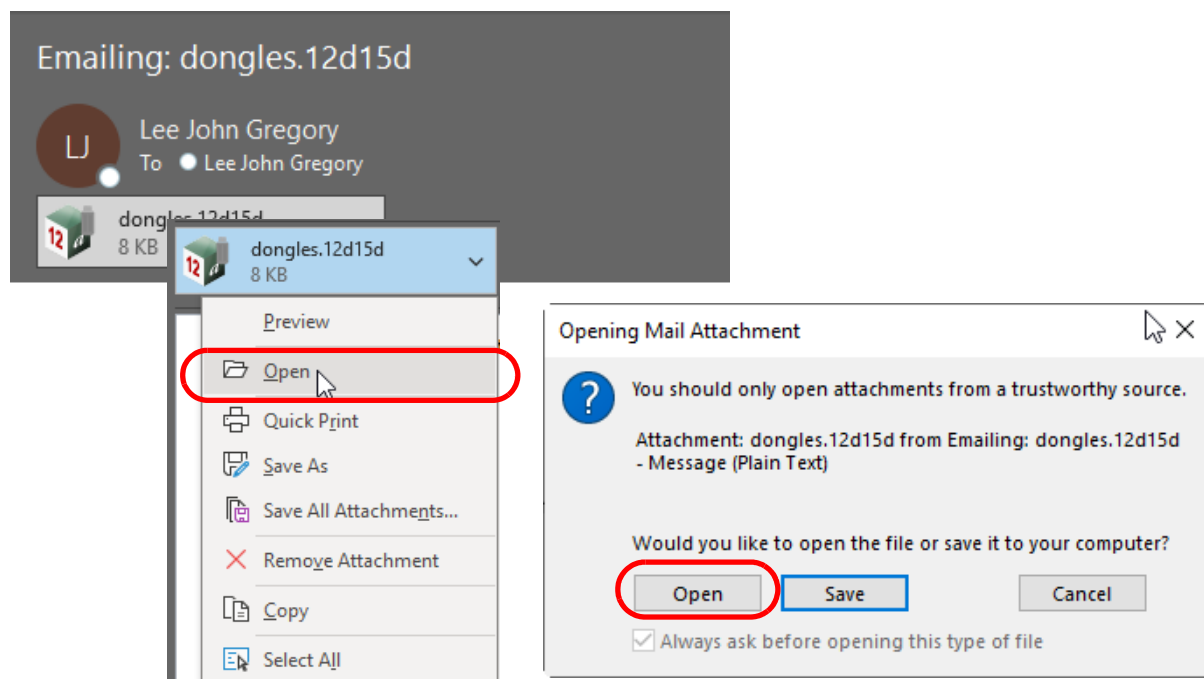 Emailing: dongles.12d15d
LJ
Lee John Gregory
To Lee John Gregory
dongles.12d15d
8 KB
12 d
dongles.12d15d
8 KB
12 d
Preview
Open
Quick Print
Save As
Save All Attachments...
Remove Attachment
Copy
Select All
Opening Mail Attachment
?
You should only open attachments from a trustworthy source.
Attachment: dongles.12d15d from Emailing: dongles.12d15d
- Message (Plain Text)
Would you like to open the file or save it to your computer?
Open Save Cancel
Always ask before opening this type of file